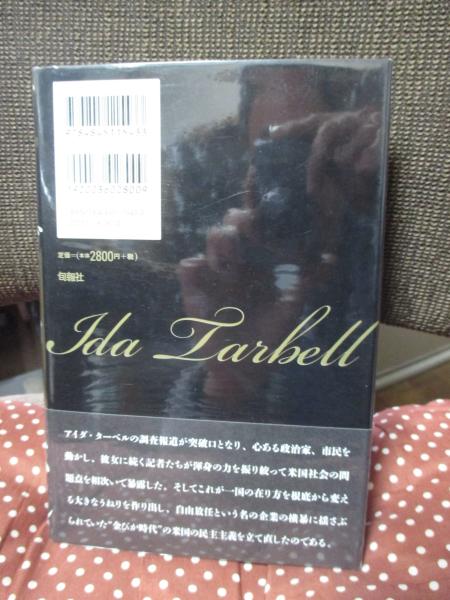 定価=(本体2800円+税)
旬報社
Ida Tarbell
アイダ・ターベルの調査報道が突破口となり、心ある政治家、市民を
動かし、彼女に続く記者たちが渾身の力を振り絞って米国社会の問
題点を相次いで暴露した。そしてこれが一国の在り方を根底から変え
る大きなうねりを作り出し、自由放任という名の企業の横暴に揺さぶ
られていた“金ぴか時代”の米国の民主主義を立て直したのである。